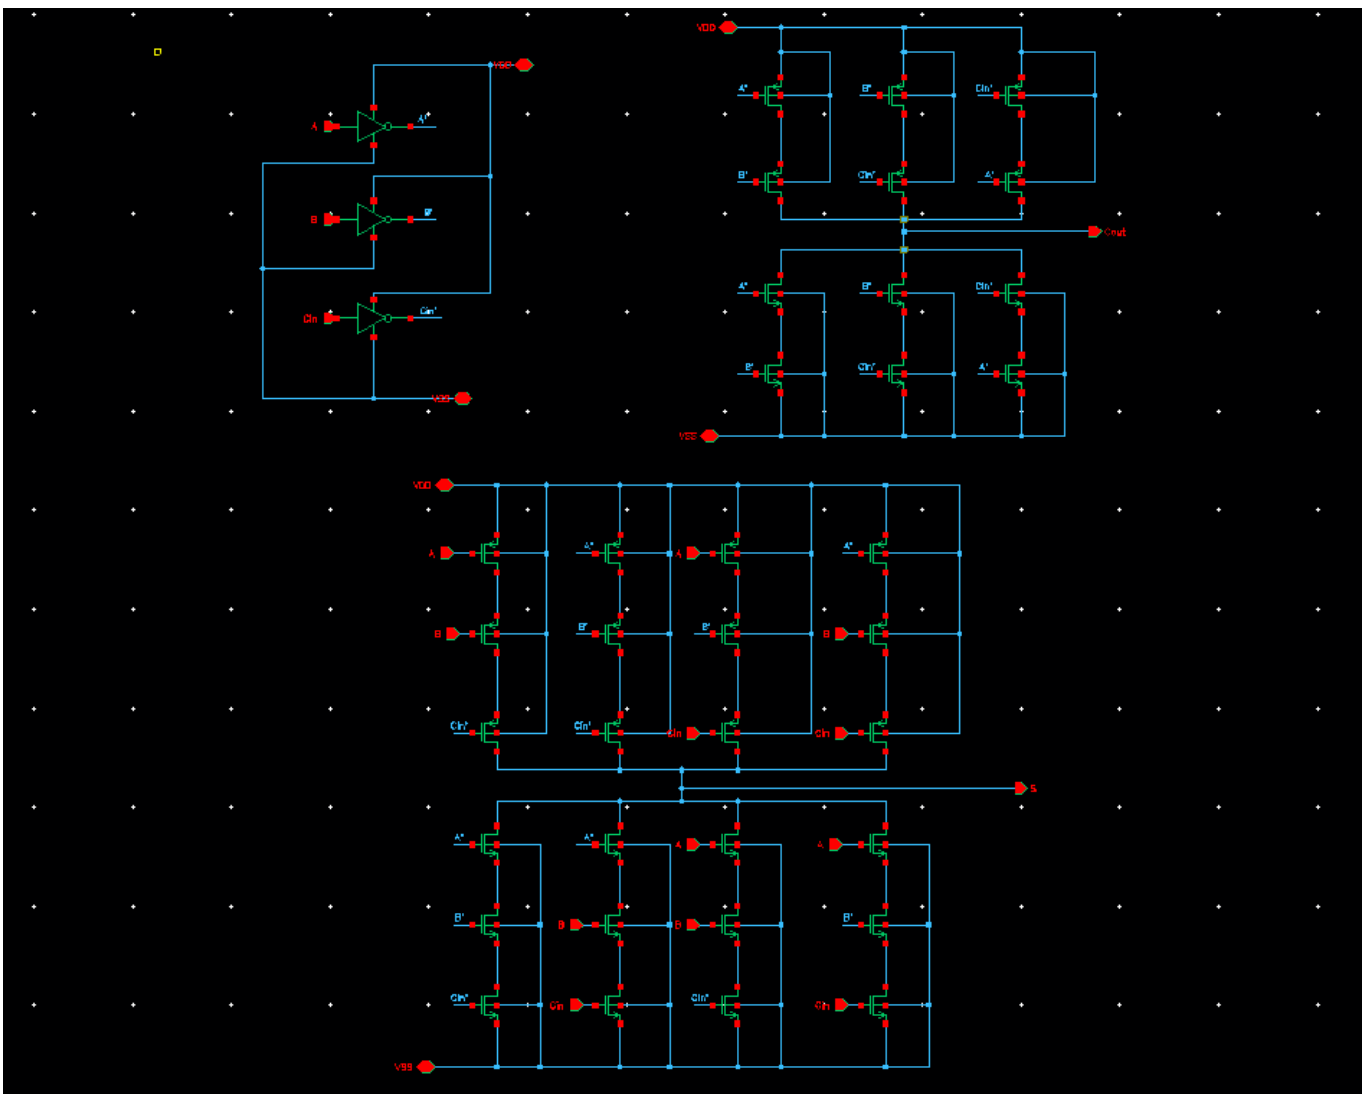 VDD
A
A'
B
B'
Cin
Cin'
VSS
VDD
A' B' Cin'
B' Cin' A'
Cout
A' B' Cin'
B' Cin' A'
VSS
VDD
A A' A A'
B B' B' B
Cin' Cin' Cin Cin
S
A' A' A A
B' B B B'
Cin' Cin Cin' Cin
VSS